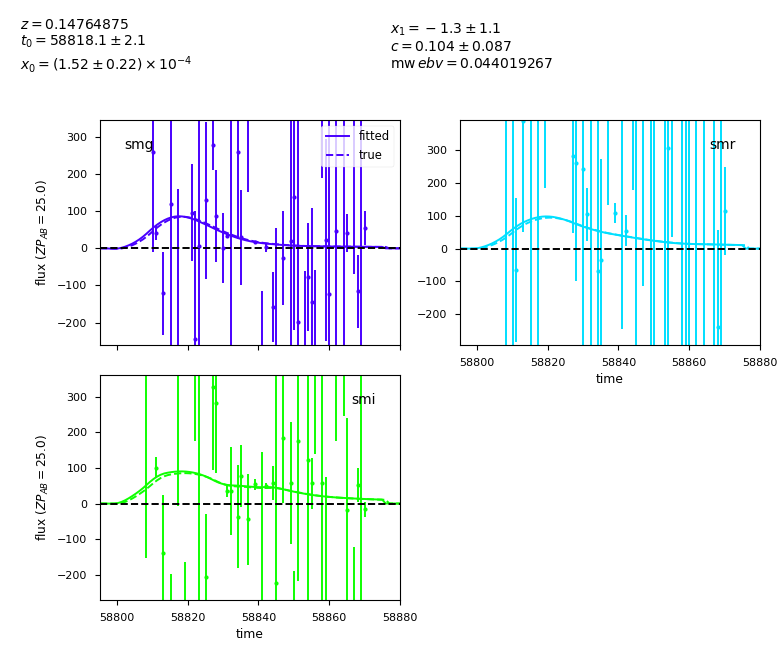 z = 0.14764875
t₀ = 58818.1 ± 2.1
x₀ = (1.52 ± 0.22) × 10⁻⁴
x₁ = −1.3 ± 1.1
c = 0.104 ± 0.087
mwebv = 0.044019267
smg
fitted
true
300
200
100
0
−100
−200
flux (ZP_AB = 25.0)
smr
300
200
100
0
−100
−200
58800 58820 58840 58860 58880
time
smi
300
200
100
0
−100
−200
flux (ZP_AB = 25.0)
58800 58820 58840 58860 58880
time